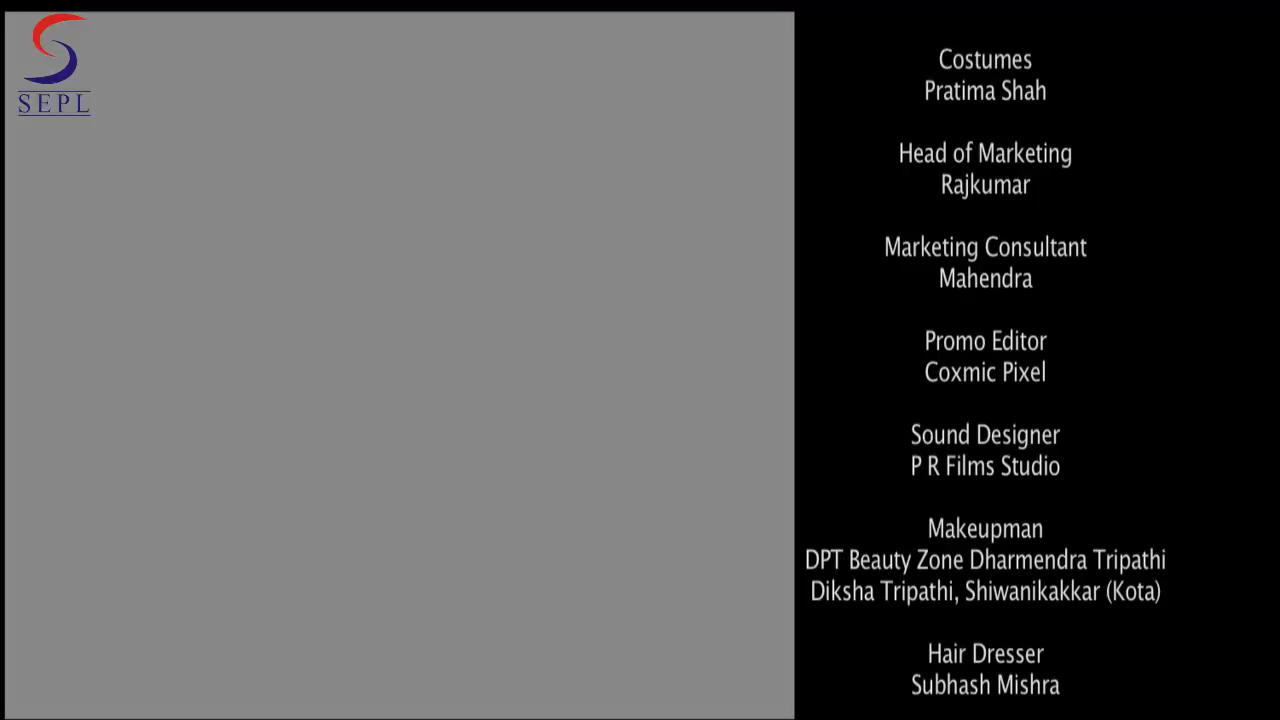 SEPL
Costumes
Pratima Shah
Head of Marketing
Rajkumar
Marketing Consultant
Mahendra
Promo Editor
Coxmic Pixel
Sound Designer
P R Films Studio
Makeupman
DPT Beauty Zone Dharmendra Tripathi
Diksha Tripathi, Shiwanikakkar (Kota)
Hair Dresser
Subhash Mishra